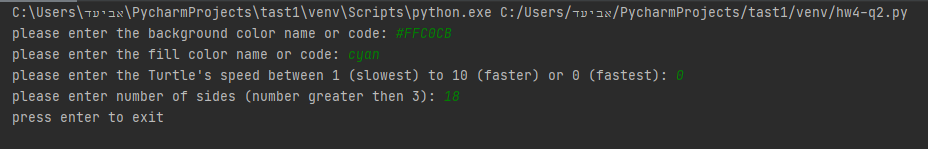 C:\Users\אביעד\PycharmProjects\tast1\venv\Scripts\python.exe C:/Users/אביעד/PycharmProjects/tast1/venv/hw4-q2.py
please enter the background color name or code: #FFC0CB
please enter the fill color name or code: cyan
please enter the Turtle's speed between 1 (slowest) to 10 (faster) or 0 (fastest): 0
please enter number of sides (number greater then 3): 18
press enter to exit